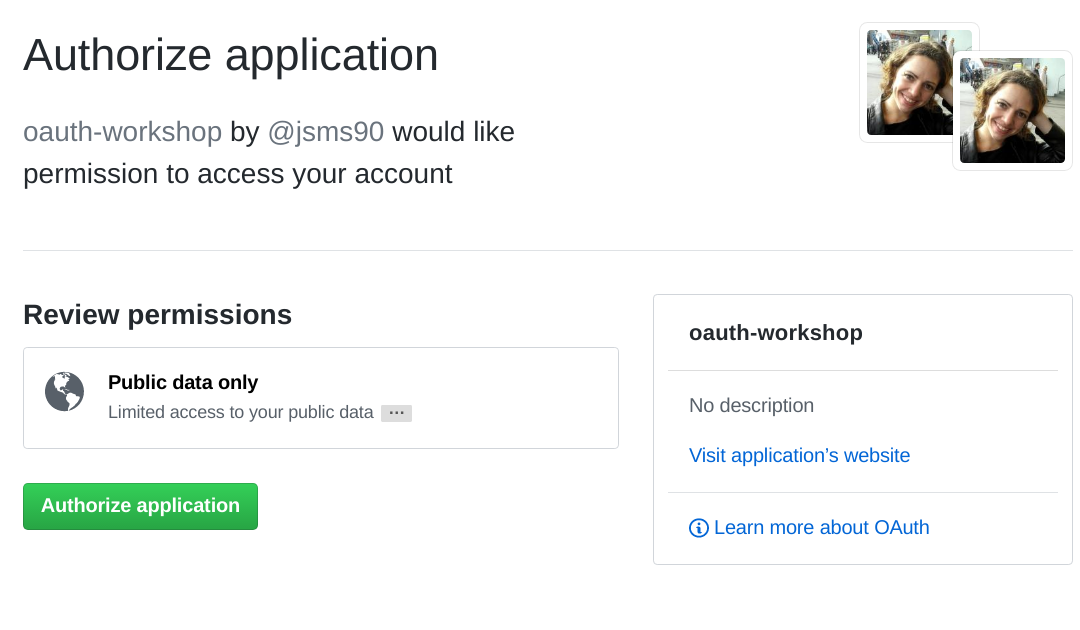 Authorize application
oauth-workshop by @jsms90 would like
permission to access your account
Review permissions
Public data only
Limited access to your public data ...
Authorize application
oauth-workshop
No description
Visit application’s website
Learn more about OAuth